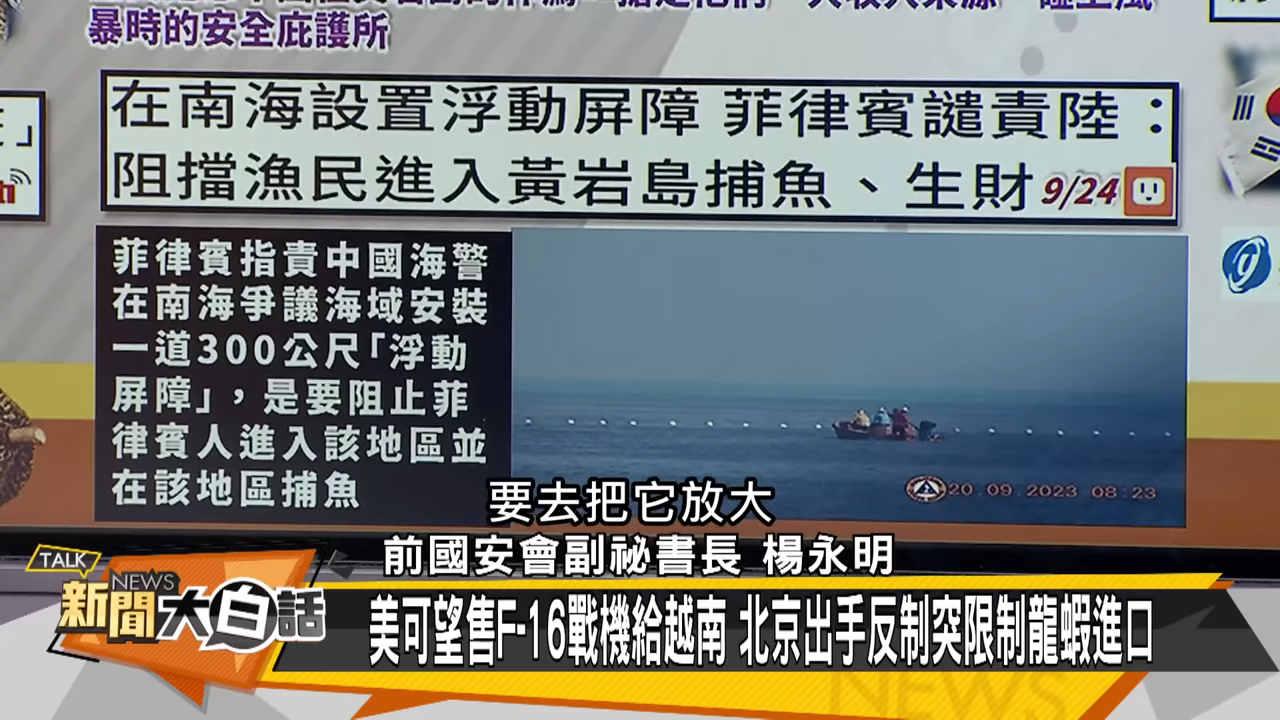 暴時的安全庇護所
在南海設置浮動屏障 菲律賓譴責陸：
阻擋漁民進入黃岩島捕魚、生財 9/24
菲律賓指責中國海警
在南海爭議海域安裝
一道300公尺「浮動
屏障」，是要阻止菲
律賓人進入該地區並
在該地區捕魚
20.09.2023 08:23
要去把它放大
前國安會副祕書長 楊永明
TALK
NEWS
新聞大白話
美可望售F-16戰機給越南 北京出手反制突限制龍蝦進口
NEWS